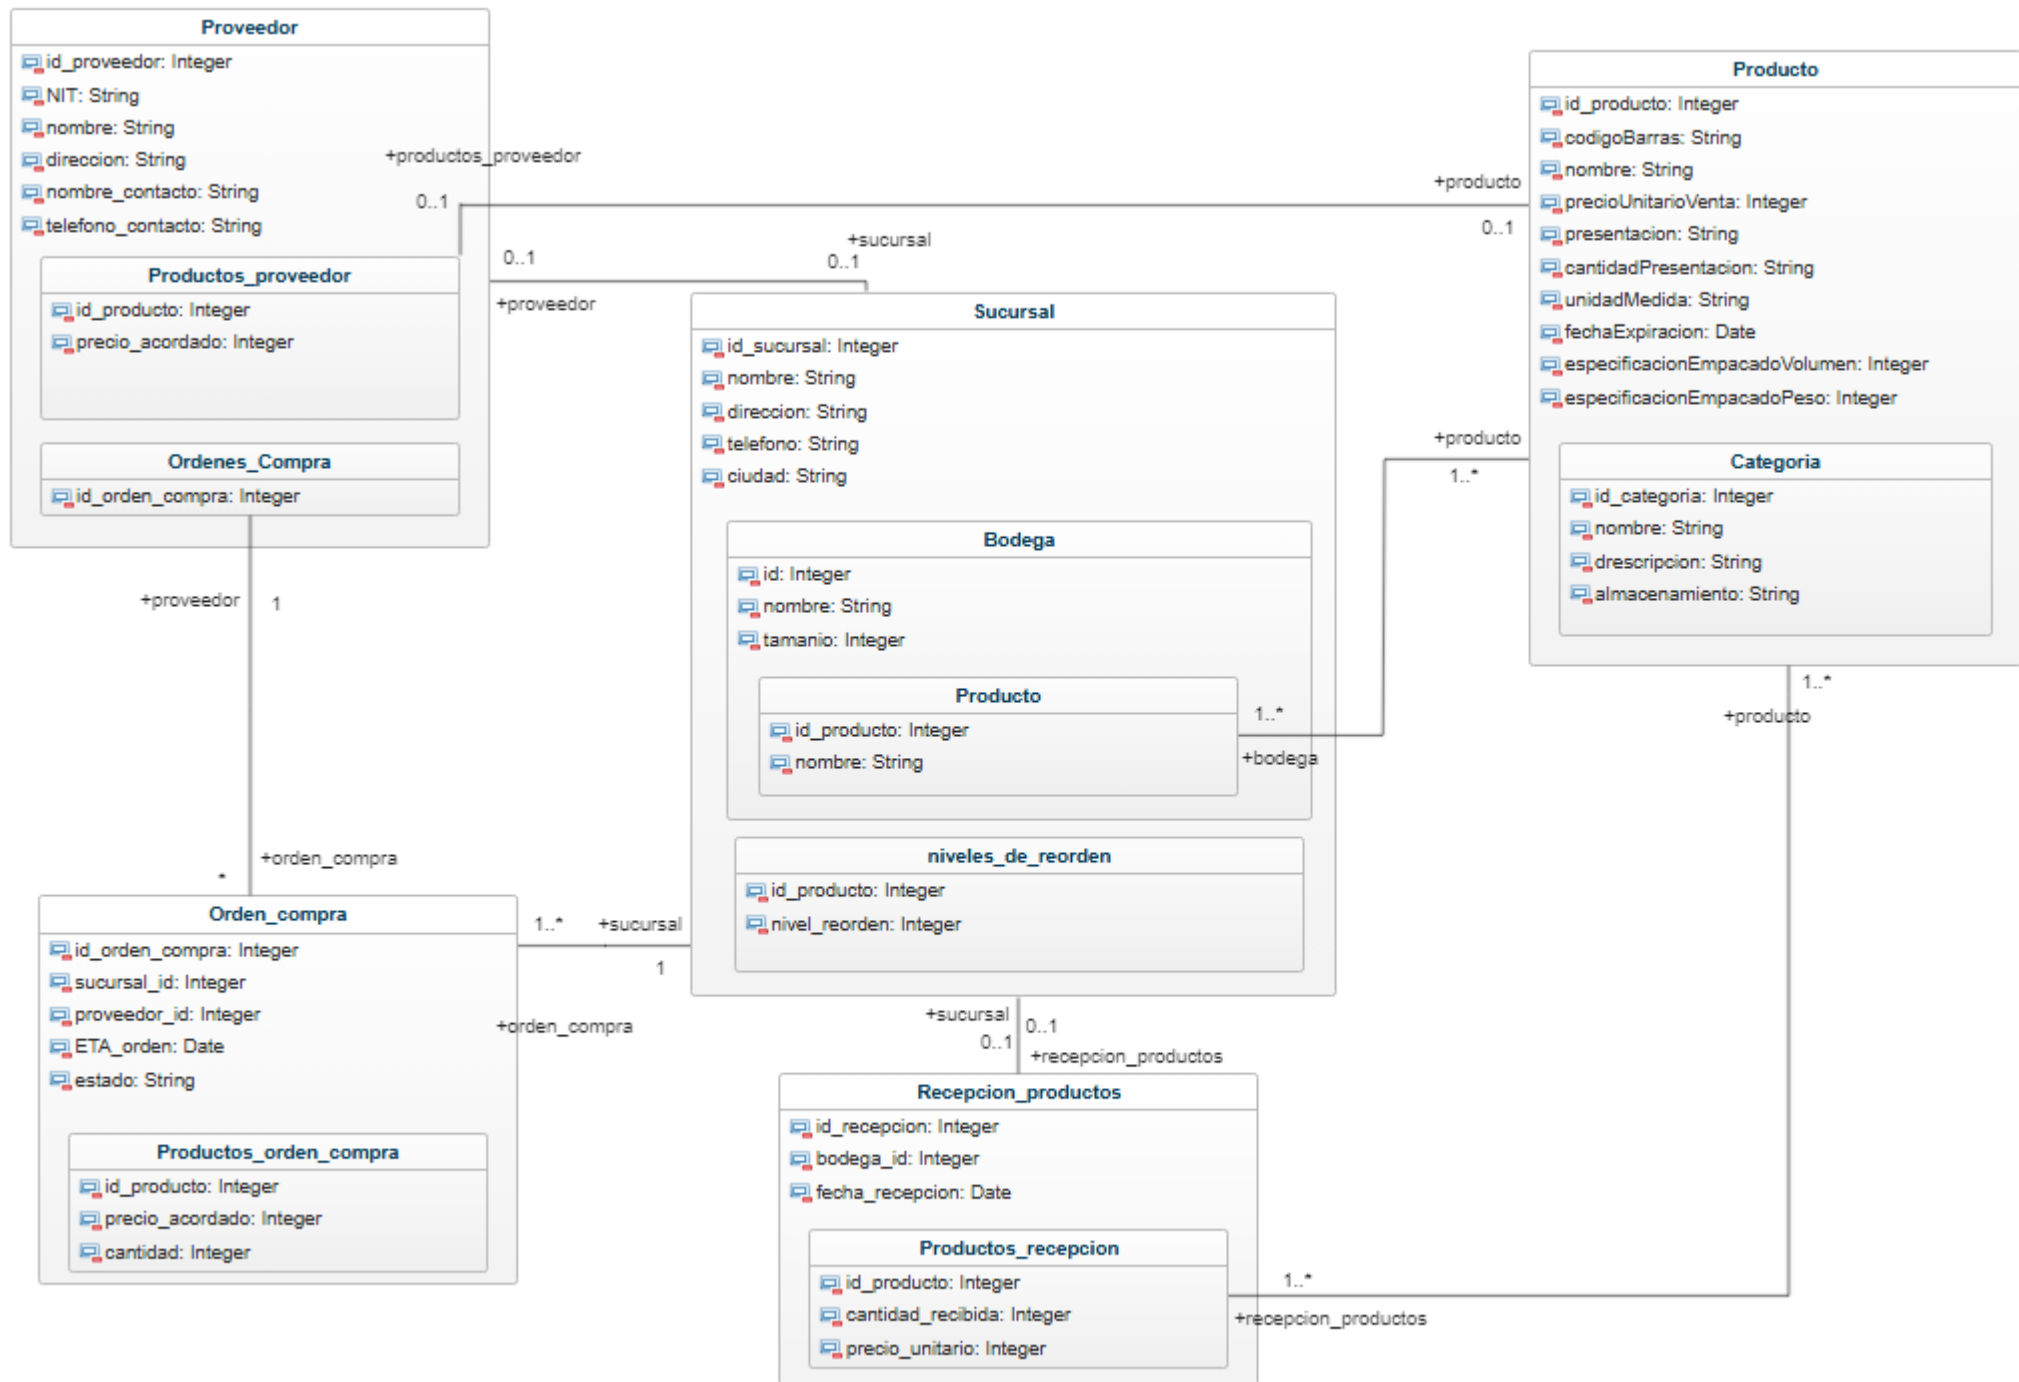 Proveedor
id_proveedor: Integer
NIT: String
nombre: String
direccion: String
nombre_contacto: String
telefono_contacto: String
Productos_proveedor
id_producto: Integer
precio_acordado: Integer
Ordenes_Compra
id_orden_compra: Integer
+productos_proveedor
0..1
+producto
0..1
0..1
+proveedor
+sucursal
0..1
Producto
id_producto: Integer
codigoBarras: String
nombre: String
precioUnitarioVenta: Integer
presentacion: String
cantidadPresentacion: String
unidadMedida: String
fechaExpiracion: Date
especificacionEmpacadoVolumen: Integer
especificacionEmpacadoPeso: Integer
Categoria
id_categoria: Integer
nombre: String
drescripcion: String
almacenamiento: String
Sucursal
id_sucursal: Integer
nombre: String
direccion: String
telefono: String
ciudad: String
Bodega
id: Integer
nombre: String
tamanio: Integer
Producto
id_producto: Integer
nombre: String
niveles_de_reorden
id_producto: Integer
nivel_reorden: Integer
+producto
1..*
1..*
+bodega
+proveedor
1
+orden_compra
*
1..*
+producto
Orden_compra
id_orden_compra: Integer
sucursal_id: Integer
proveedor_id: Integer
ETA_orden: Date
estado: String
Productos_orden_compra
id_producto: Integer
precio_acordado: Integer
cantidad: Integer
1..*
+sucursal
1
+orden_compra
+sucursal
0..1
0..1
+recepcion_productos
Recepcion_productos
id_recepcion: Integer
bodega_id: Integer
fecha_recepcion: Date
Productos_recepcion
id_producto: Integer
cantidad_recibida: Integer
precio_unitario: Integer
1..*
+recepcion_productos